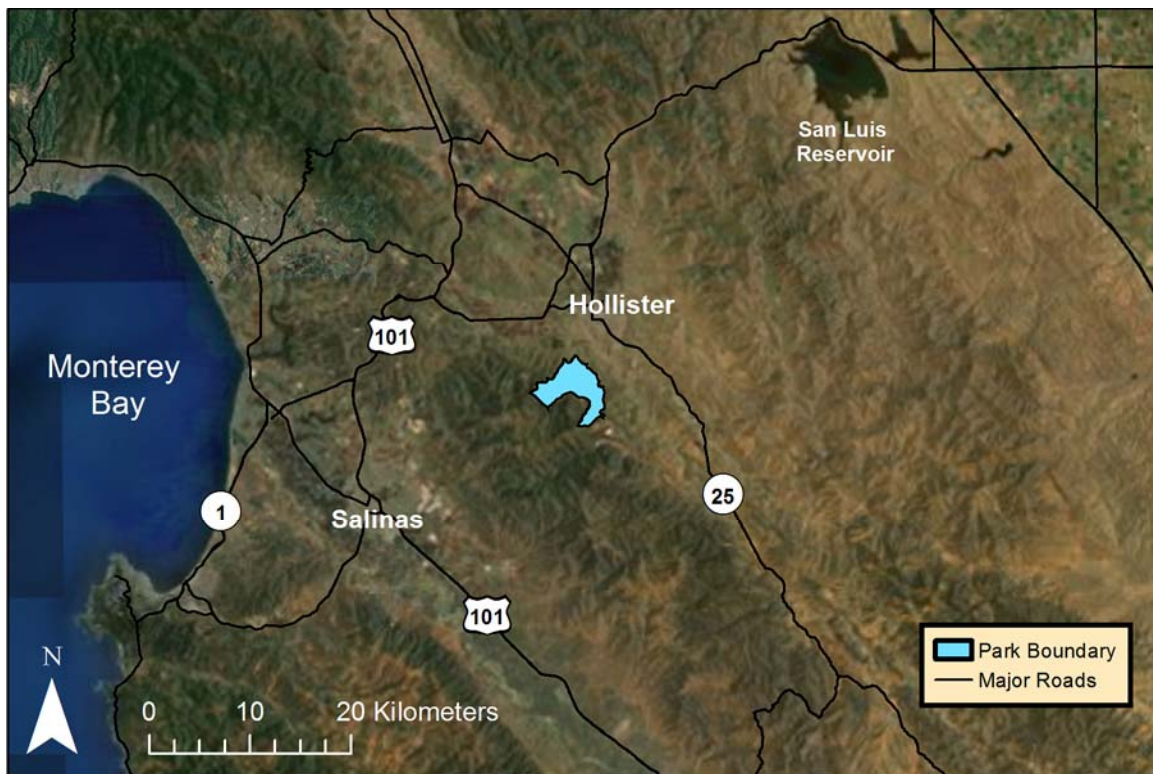 San Luis
Reservoir
Hollister
101
Monterey
Bay
25
1
Salinas
101
N
0 10 20 Kilometers
Park Boundary
Major Roads